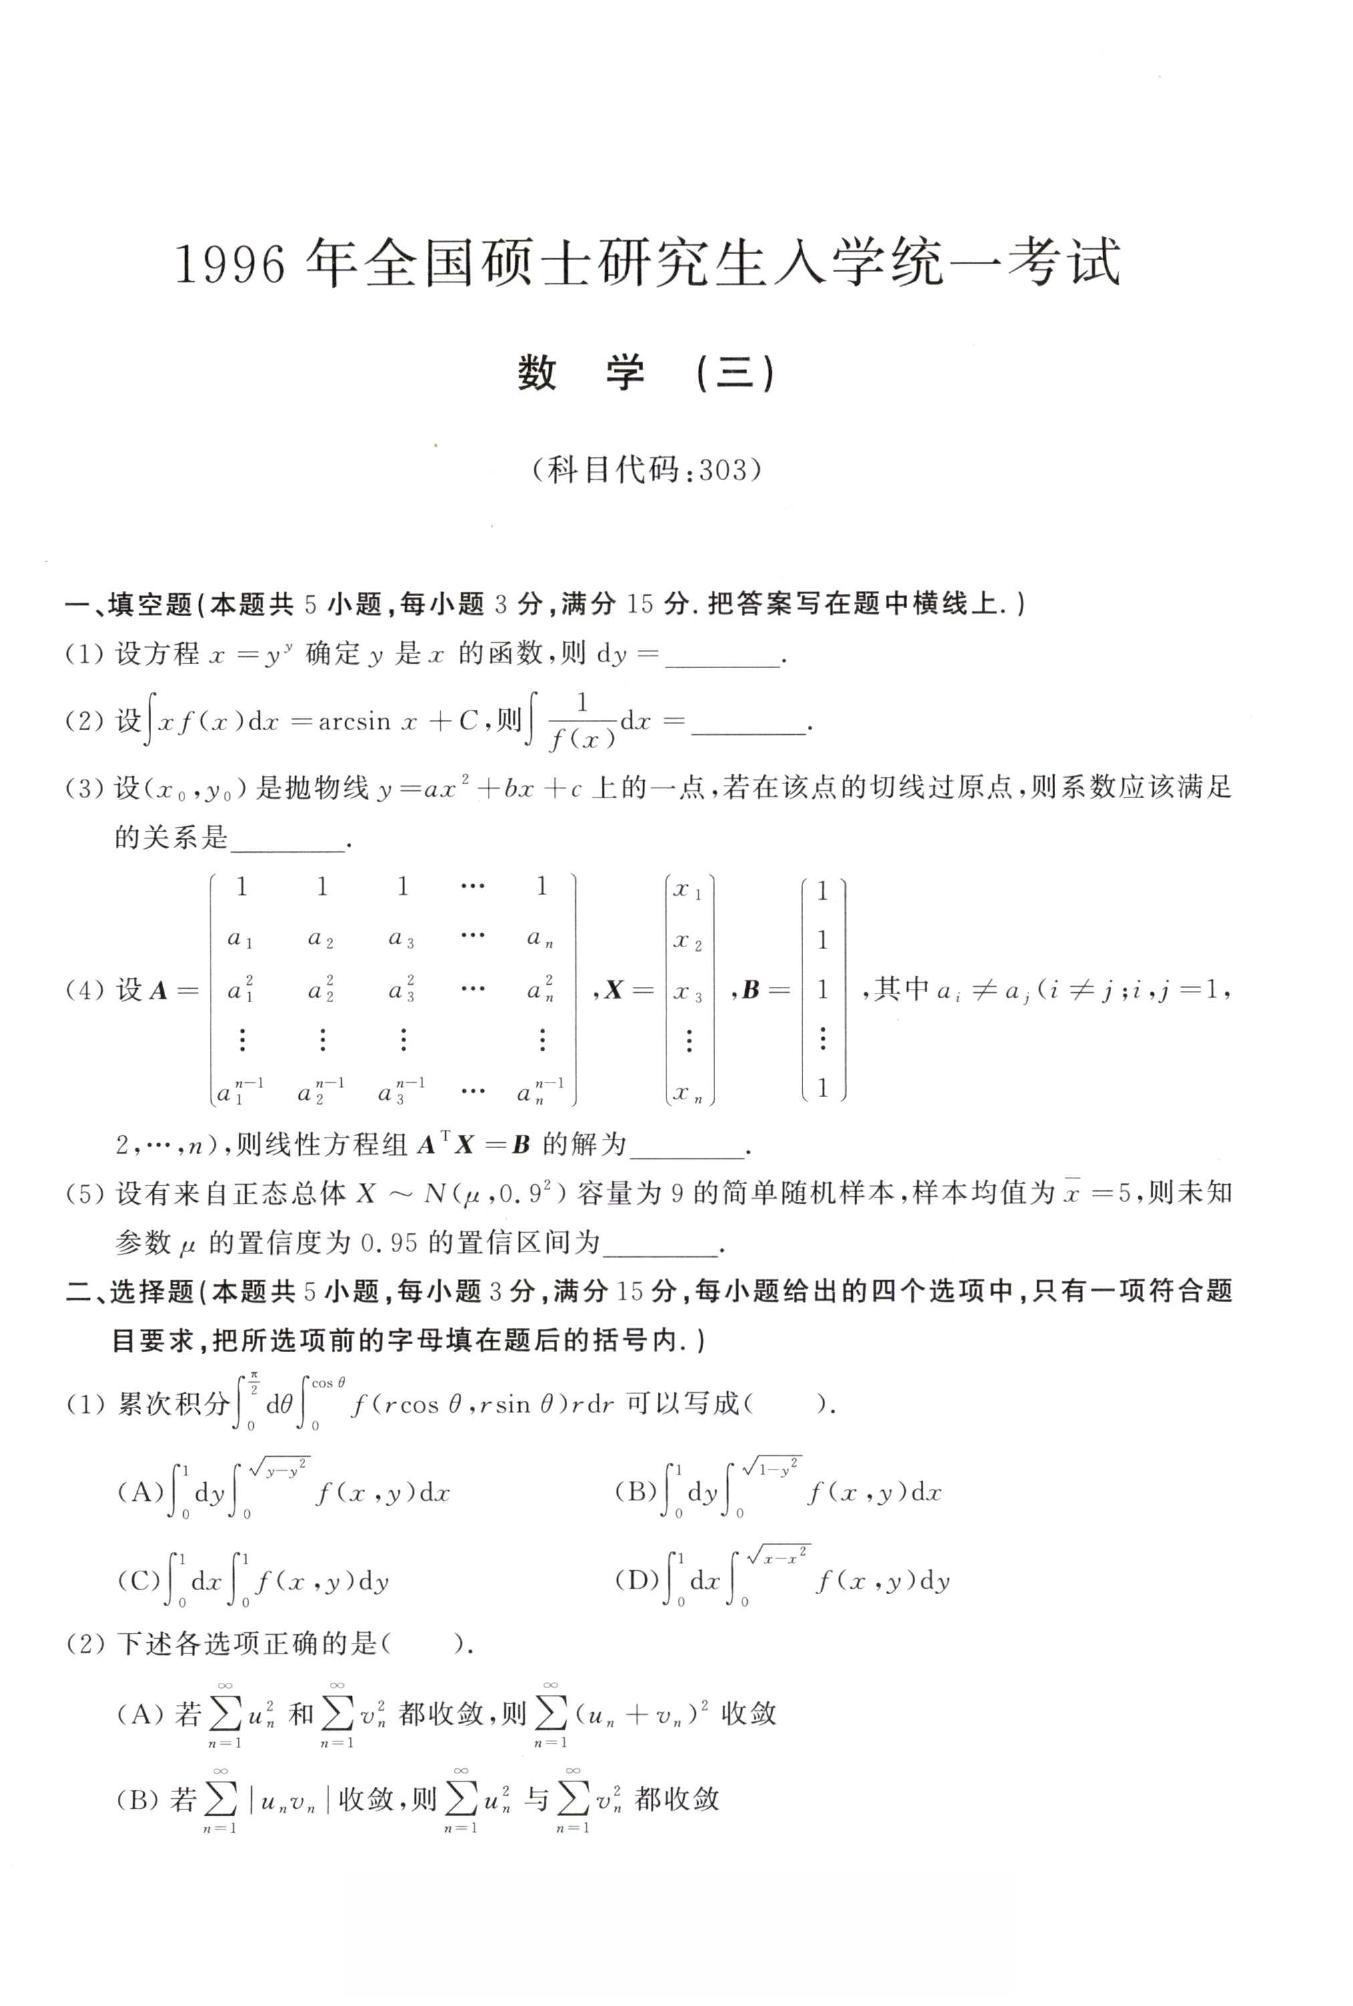 1996 年全国硕士研究生入学统一考试
数 学 (三)
(科目代码:303)
一、填空题(本题共 5 小题,每小题 3 分,满分 15 分. 把答案写在题中横线上. )
(1) 设方程 $x = y^y$ 确定 $y$ 是 $x$ 的函数,则 $\mathrm{d}y =$ ________.
(2) 设$\int x f(x)\mathrm{d}x = \arcsin x + C$,则$\int \frac{1}{f(x)}\mathrm{d}x =$ ________.
(3) 设$(x_0, y_0)$ 是抛物线 $y = ax^2 + bx + c$ 上的一点,若在该点的切线过原点,则系数应该满足
的关系是________.
(4) 设 $\boldsymbol{A} = \begin{pmatrix} 1 & 1 & 1 & \cdots & 1 \\ a_1 & a_2 & a_3 & \cdots & a_n \\ a_1^2 & a_2^2 & a_3^2 & \cdots & a_n^2 \\ \vdots & \vdots & \vdots & & \vdots \\ a_1^{n-1} & a_2^{n-1} & a_3^{n-1} & \cdots & a_n^{n-1} \end{pmatrix}, \boldsymbol{X} = \begin{pmatrix} x_1 \\ x_2 \\ x_3 \\ \vdots \\ x_n \end{pmatrix}, \boldsymbol{B} = \begin{pmatrix} 1 \\ 1 \\ 1 \\ \vdots \\ 1 \end{pmatrix}$,其中 $a_i \neq a_j (i \neq j; i, j = 1,$
$2, \cdots, n)$,则线性方程组 $\boldsymbol{A}^{\mathrm{T}}\boldsymbol{X} = \boldsymbol{B}$ 的解为________.
(5) 设有来自正态总体 $X \sim N(\mu, 0.9^2)$ 容量为 9 的简单随机样本,样本均值为 $\overline{x} = 5$,则未知
参数 $\mu$ 的置信度为 0.95 的置信区间为________.
二、选择题(本题共 5 小题,每小题 3 分,满分 15 分,每小题给出的四个选项中,只有一项符合题
目要求,把所选项前的字母填在题后的括号内. )
(1) 累次积分$\int_0^{\frac{\pi}{2}} \mathrm{d}\theta \int_0^{\cos\theta} f(r\cos\theta, r\sin\theta) r\mathrm{d}r$ 可以写成( ).
(A)$\int_0^1 \mathrm{d}y \int_0^{\sqrt{y-y^2}} f(x,y)\mathrm{d}x$ (B)$\int_0^1 \mathrm{d}y \int_0^{\sqrt{1-y^2}} f(x,y)\mathrm{d}x$
(C)$\int_0^1 \mathrm{d}x \int_0^1 f(x,y)\mathrm{d}y$ (D)$\int_0^1 \mathrm{d}x \int_0^{\sqrt{x-x^2}} f(x,y)\mathrm{d}y$
(2) 下述各选项正确的是( ).
(A) 若 $\sum_{n=1}^{\infty} u_n^2$ 和 $\sum_{n=1}^{\infty} v_n^2$ 都收敛,则 $\sum_{n=1}^{\infty} (u_n + v_n)^2$ 收敛
(B) 若 $\sum_{n=1}^{\infty} |u_n v_n|$ 收敛,则 $\sum_{n=1}^{\infty} u_n^2$ 与 $\sum_{n=1}^{\infty} v_n^2$ 都收敛